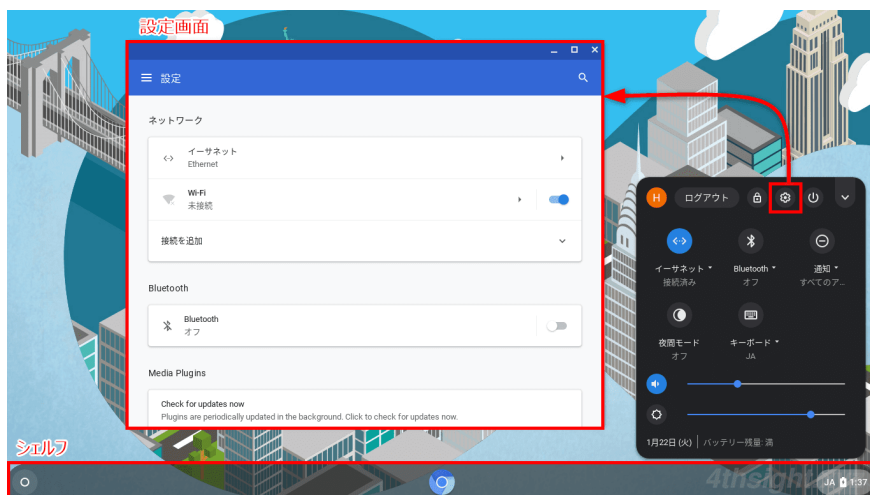 設定画面
設定
ネットワーク
イーサネット
Ethernet
Wi-Fi
未接続
接続を追加
Bluetooth
Bluetooth
オフ
Media Plugins
Check for updates now
Plugins are periodically updated in the background. Click to check for updates now.
H ログアウト
イーサネット Bluetooth 通知
接続済み オフ すべてのア...
夜間モード キーボード
オフ JA
1月22日 (火) バッテリー残量: 満
シェルフ
4thsight
JA 1:37